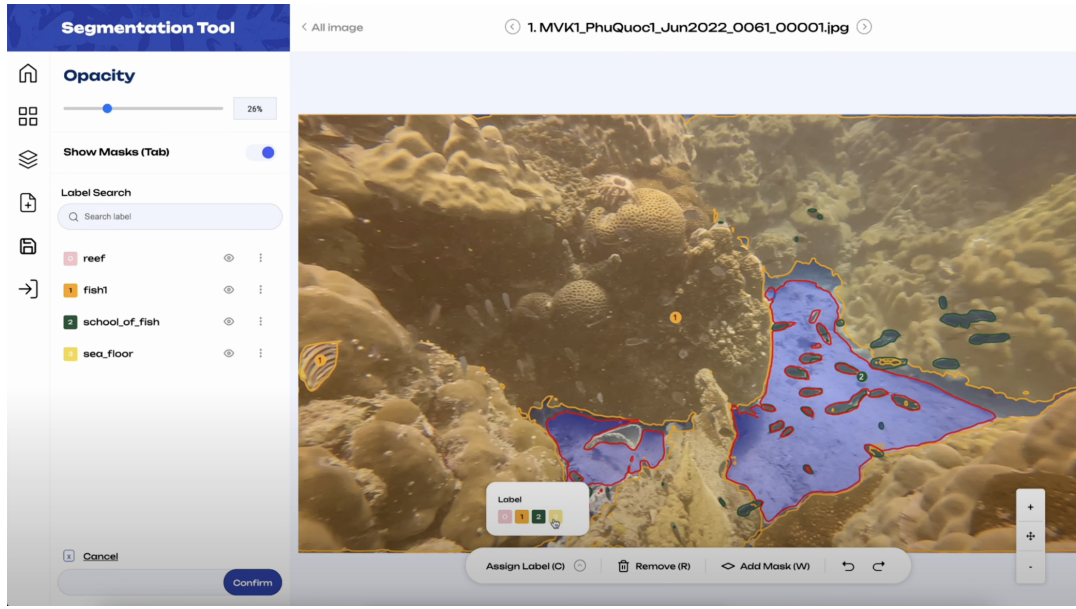 Segmentation Tool
< All image
1. MVK1_PhuQuoc1_Jun2022_0061_00001.jpg
Opacity
26%
Show Masks (Tab)
Label Search
Search label
0 reef
1 fish1
2 school_of_fish
3 sea_floor
1
1
2
Label
0 1 2
x Cancel
Confirm
Assign Label (C)
Remove (R)
Add Mask (W)
+
-